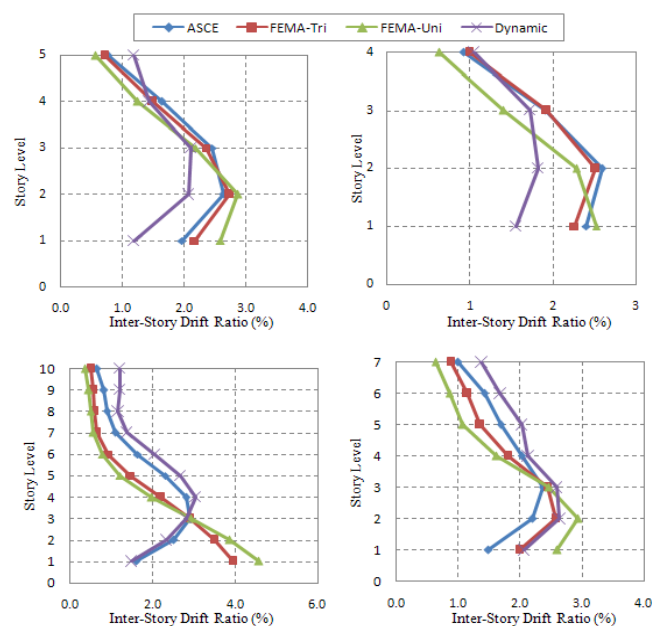 ASCE FEMA-Tri FEMA-Uni Dynamic
5
4
3
2
1
0
Story Level
0.0 1.0 2.0 3.0 4.0
Inter-Story Drift Ratio (%)
4
3
2
1
0
Story Level
0 1 2 3
Inter-Story Drift Ratio (%)
10
9
8
7
6
5
4
3
2
1
0
Story Level
0.0 2.0 4.0 6.0
Inter-Story Drift Ratio (%)
7
6
5
4
3
2
1
0
Story Level
0.0 1.0 2.0 3.0 4.0
Inter-Story Drift Ratio (%)